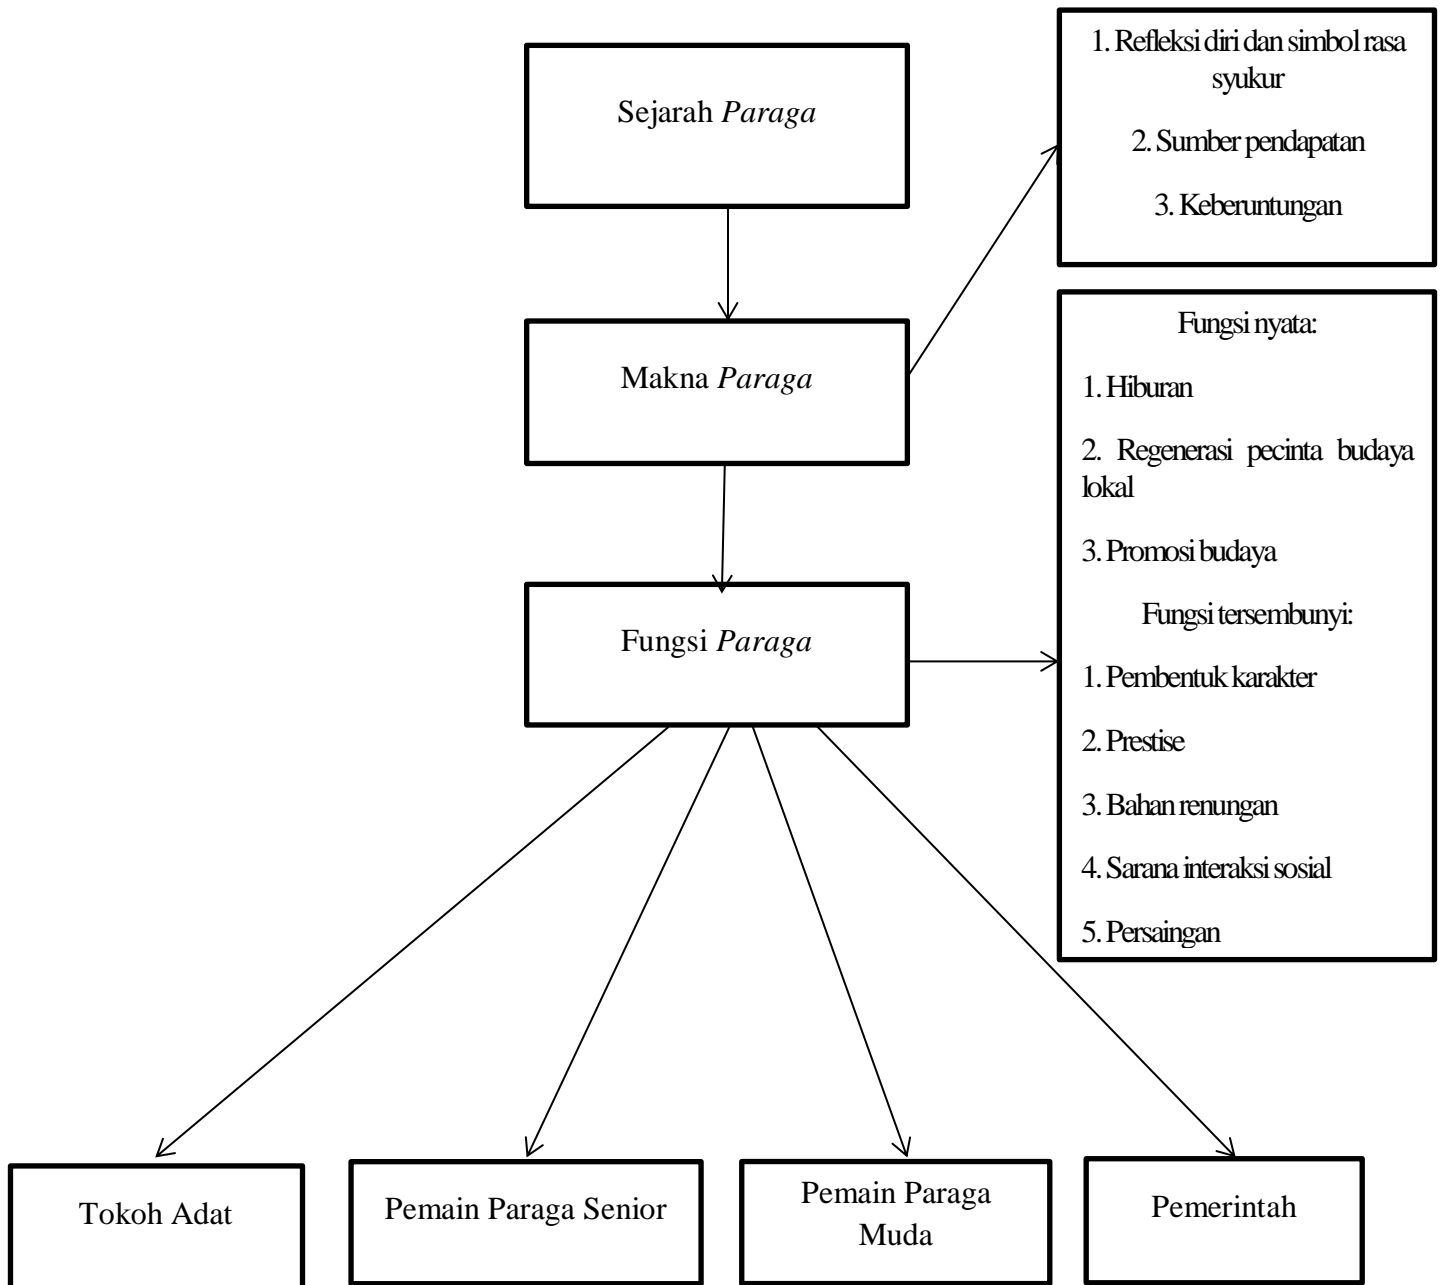 Sejarah Paraga
1. Refleksi diri dan simbol rasa
syukur
2. Sumber pendapatan
3. Keberuntungan
Makna Paraga
Fungsi nyata:
1. Hiburan
2. Regenerasi pecinta budaya
lokal
3. Promosi budaya
Fungsi tersembunyi:
1. Pembentuk karakter
2. Prestise
3. Bahan renungan
4. Sarana interaksi sosial
5. Persaingan
Fungsi Paraga
Tokoh Adat
Pemain Paraga Senior
Pemain Paraga
Muda
Pemerintah